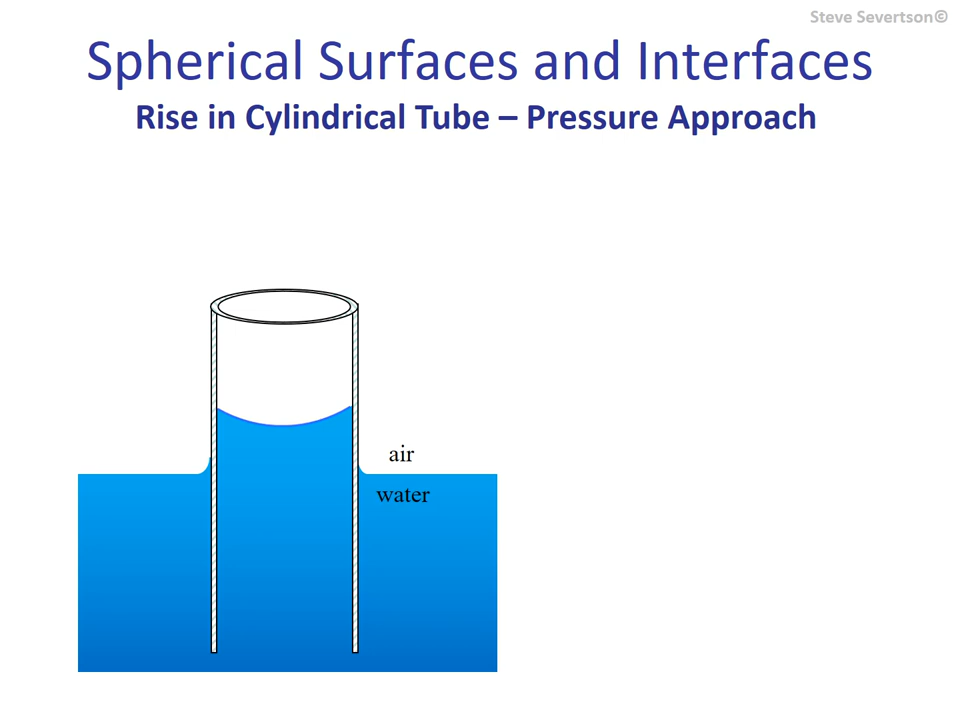 Steve Severtson©
Spherical Surfaces and Interfaces
Rise in Cylindrical Tube – Pressure Approach
air
water